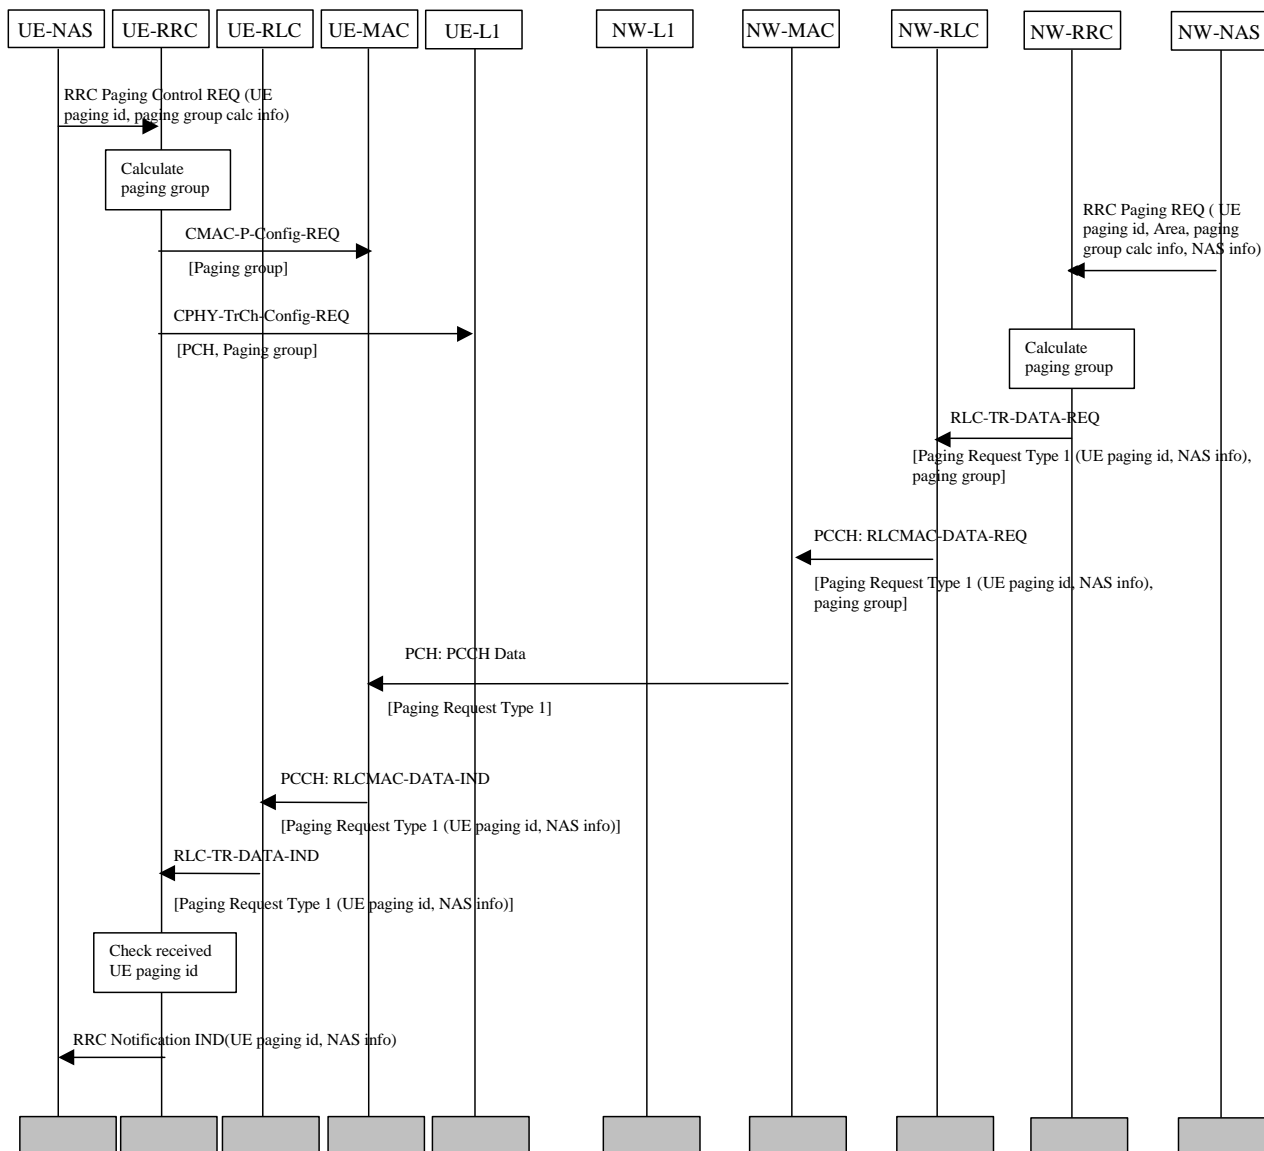 UE-NAS
UE-RRC
UE-RLC
UE-MAC
UE-L1
NW-L1
NW-MAC
NW-RLC
NW-RRC
NW-NAS
RRC Paging Control REQ (UE
paging id, paging group calc info)
Calculate
paging group
RRC Paging REQ ( UE
paging id, Area, paging
group calc info, NAS info)
CMAC-P-Config-REQ
[Paging group]
CPHY-TrCh-Config-REQ
[PCH, Paging group]
Calculate
paging group
RLC-TR-DATA-REQ
[Paging Request Type 1 (UE paging id, NAS info),
paging group]
PCCH: RLCMAC-DATA-REQ
[Paging Request Type 1 (UE paging id, NAS info),
paging group]
PCH: PCCH Data
[Paging Request Type 1]
PCCH: RLCMAC-DATA-IND
[Paging Request Type 1 (UE paging id, NAS info)]
RLC-TR-DATA-IND
[Paging Request Type 1 (UE paging id, NAS info)]
Check received
UE paging id
RRC Notification IND(UE paging id, NAS info)